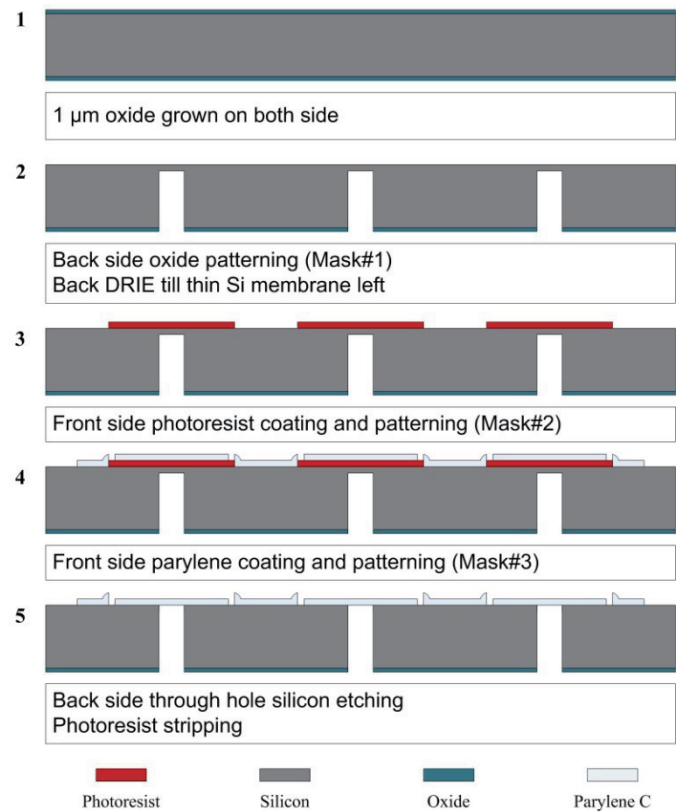 1
1 µm oxide grown on both side
2
Back side oxide patterning (Mask#1)
Back DRIE till thin Si membrane left
3
Front side photoresist coating and patterning (Mask#2)
4
Front side parylene coating and patterning (Mask#3)
5
Back side through hole silicon etching
Photoresist stripping
Photoresist Silicon Oxide Parylene C